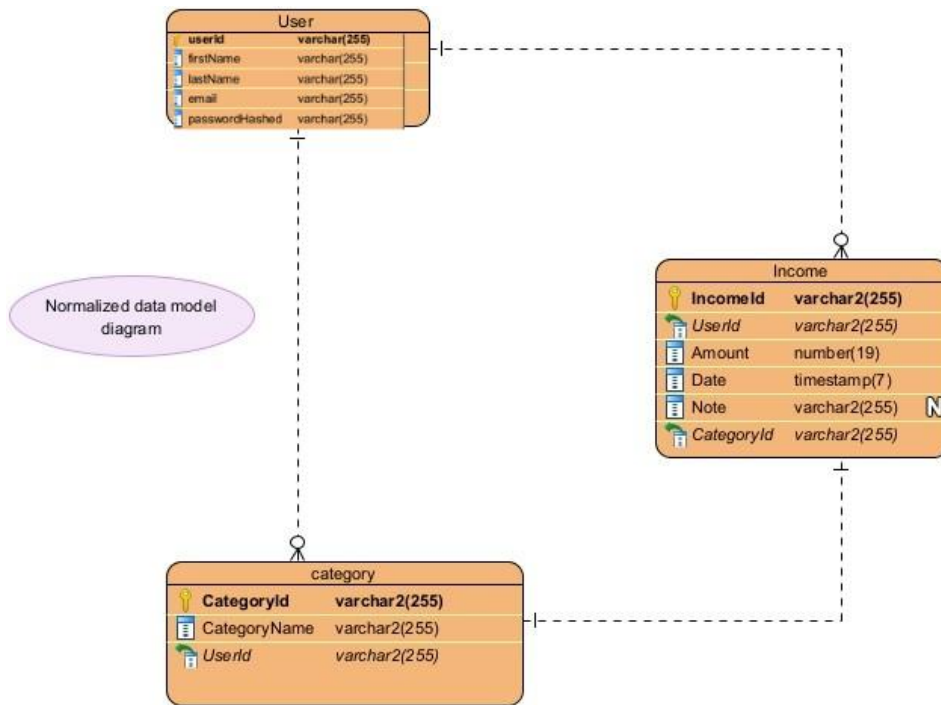 User
userId varchar(255)
firstName varchar(255)
lastName varchar(255)
email varchar(255)
passwordHashed varchar(255)
Normalized data model
diagram
Income
IncomeId varchar2(255)
UserId varchar2(255)
Amount number(19)
Date timestamp(7)
Note varchar2(255) N
CategoryId varchar2(255)
category
CategoryId varchar2(255)
CategoryName varchar2(255)
UserId varchar2(255)